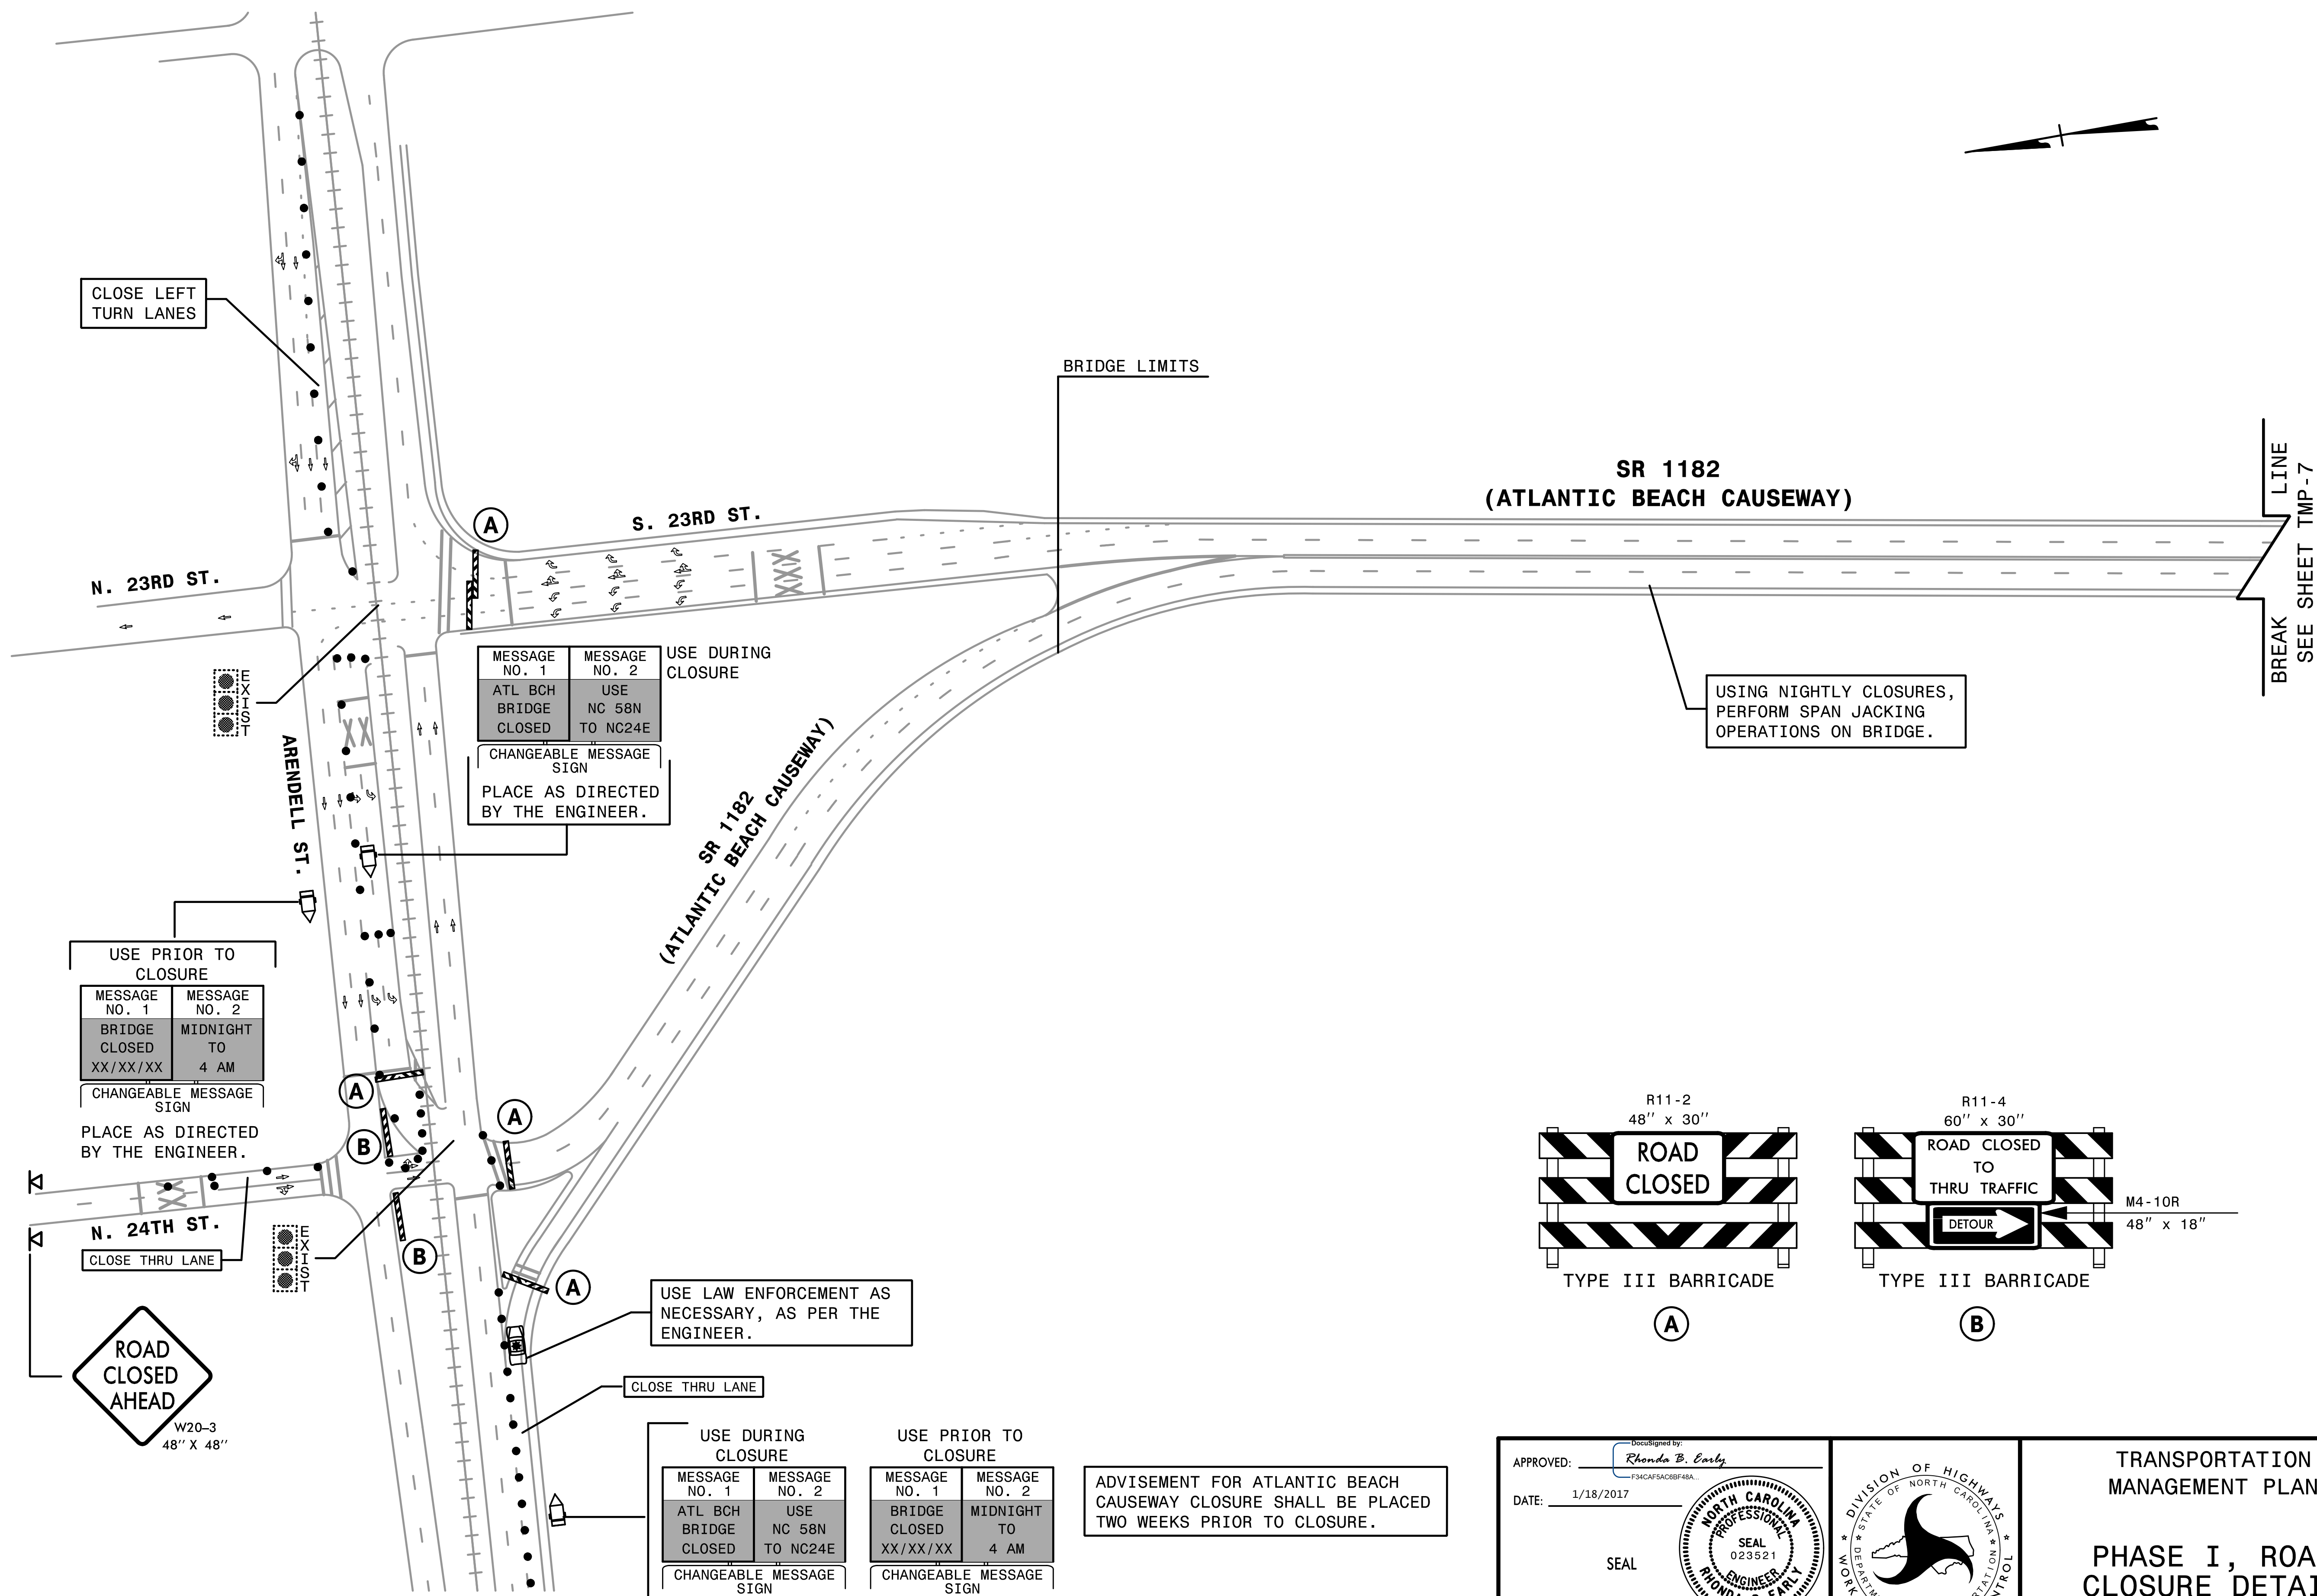 CLOSE LEFT
TURN LANES
BRIDGE LIMITS
SR 1182
(ATLANTIC BEACH CAUSEWAY)
BREAK LINE
SEE SHEET TMP-7
A
S. 23RD ST.
N. 23RD ST.
EXIST
MESSAGE NO. 1
ATL BCH
BRIDGE
CLOSED
MESSAGE NO. 2
USE
NC 58N
TO NC24E
USE DURING
CLOSURE
CHANGEABLE MESSAGE
SIGN
PLACE AS DIRECTED
BY THE ENGINEER.
USING NIGHTLY CLOSURES,
PERFORM SPAN JACKING
OPERATIONS ON BRIDGE.
ARENDELL ST.
SR 1182
(ATLANTIC BEACH CAUSEWAY)
USE PRIOR TO
CLOSURE
MESSAGE NO. 1
BRIDGE
CLOSED
XX/XX/XX
MESSAGE NO. 2
MIDNIGHT
TO
4 AM
CHANGEABLE MESSAGE
SIGN
PLACE AS DIRECTED
BY THE ENGINEER.
A
B
A
N. 24TH ST.
CLOSE THRU LANE
EXIST
B
A
ROAD
CLOSED
AHEAD
W20-3
48'' X 48''
USE LAW ENFORCEMENT AS
NECESSARY, AS PER THE
ENGINEER.
CLOSE THRU LANE
USE DURING
CLOSURE
MESSAGE NO. 1
ATL BCH
BRIDGE
CLOSED
MESSAGE NO. 2
USE
NC 58N
TO NC24E
CHANGEABLE MESSAGE
SIGN
USE PRIOR TO
CLOSURE
MESSAGE NO. 1
BRIDGE
CLOSED
XX/XX/XX
MESSAGE NO. 2
MIDNIGHT
TO
4 AM
CHANGEABLE MESSAGE
SIGN
ADVISEMENT FOR ATLANTIC BEACH
CAUSEWAY CLOSURE SHALL BE PLACED
TWO WEEKS PRIOR TO CLOSURE.
R11-2
48'' x 30''
ROAD
CLOSED
TYPE III BARRICADE
A
R11-4
60'' x 30''
ROAD CLOSED
TO
THRU TRAFFIC
DETOUR
M4-10R
48'' x 18''
TYPE III BARRICADE
B
APPROVED:
DocuSigned by:
Rhonda B. Early
F34CAF5AC6BF48A...
DATE: 1/18/2017
SEAL
NORTH CAROLINA
PROFESSIONAL
SEAL
023521
ENGINEER
DIVISION OF HIGHWAYS
STATE OF NORTH CAROLINA
TRANSPORTATION
MANAGEMENT PLAN
PHASE I, ROA
CLOSURE DETAI